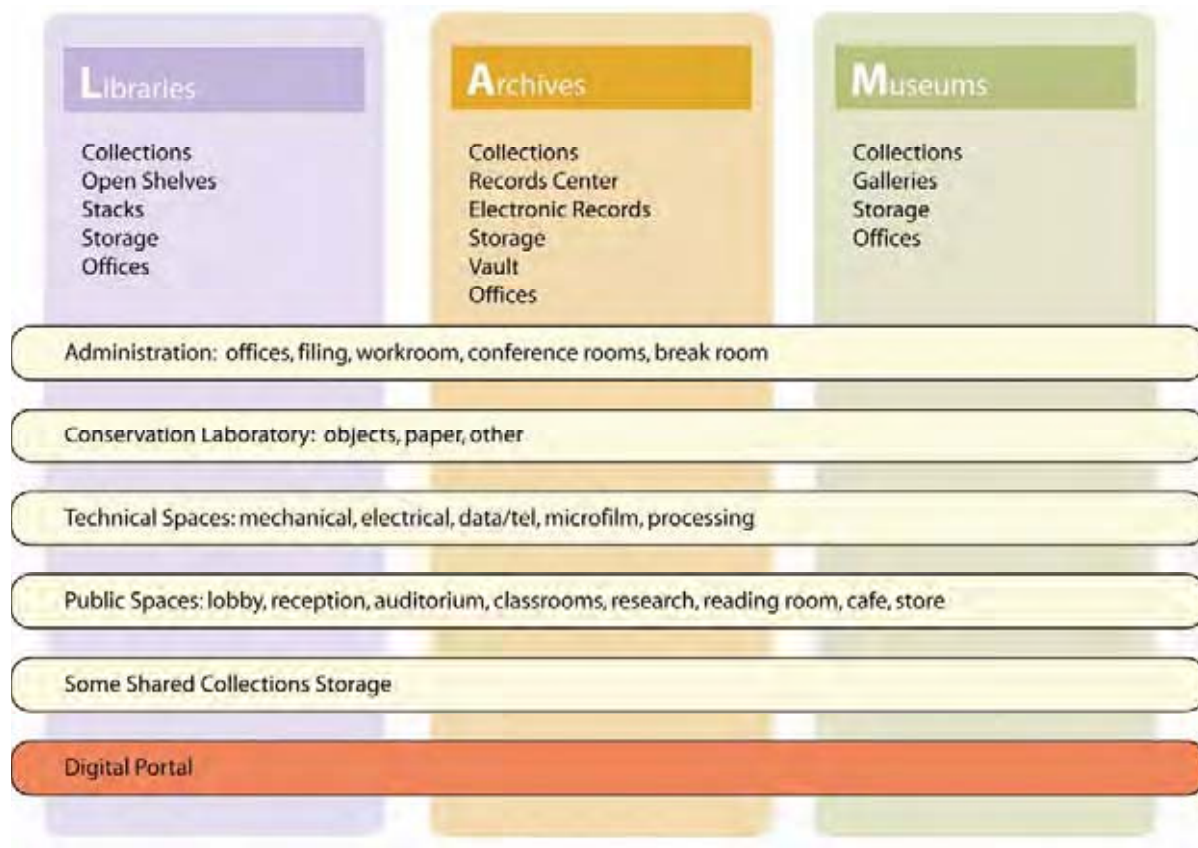 Libraries
Collections
Open Shelves
Stacks
Storage
Offices
Archives
Collections
Records Center
Electronic Records
Storage
Vault
Offices
Museums
Collections
Galleries
Storage
Offices
Administration: offices, filing, workroom, conference rooms, break room
Conservation Laboratory: objects, paper, other
Technical Spaces: mechanical, electrical, data/tel, microfilm, processing
Public Spaces: lobby, reception, auditorium, classrooms, research, reading room, cafe, store
Some Shared Collections Storage
Digital Portal